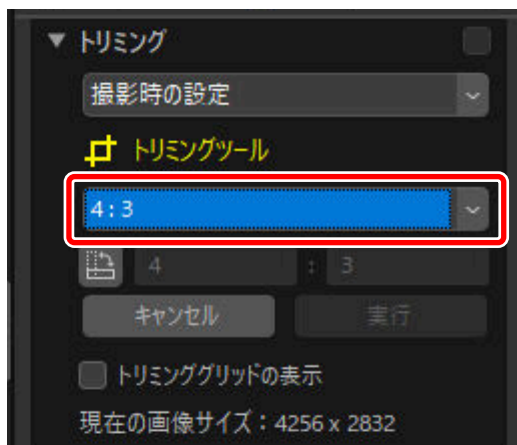 トリミング
撮影時の設定
トリミングツール
4:3
4 : 3
キャンセル 実行
トリミンググリッドの表示
現在の画像サイズ：4256 x 2832